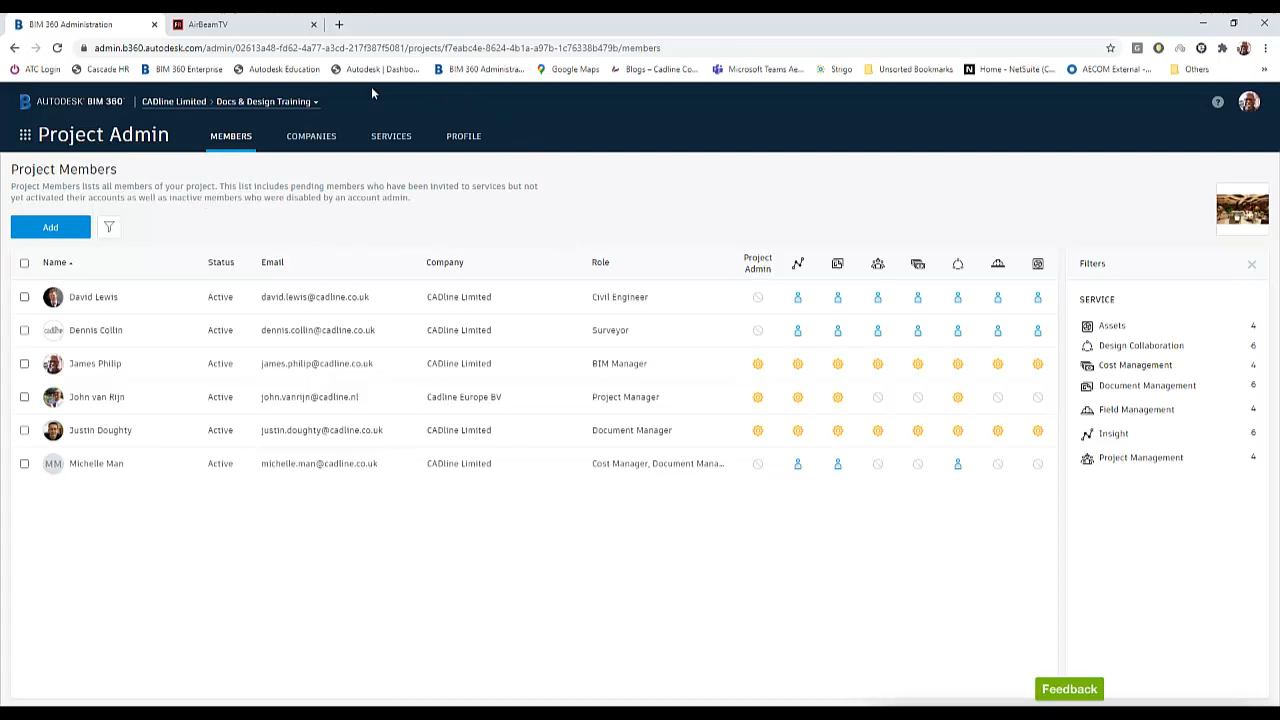 BIM 360 Administration
AirBeamTV
admin.b360.autodesk.com/admin/02613a48-fd62-4a77-a3cd-217f387f5081/projects/f7eabc4e-8624-4b1a-a97b-1c76338b479b/members
ATC Login Cascade HR BIM 360 Enterprise Autodesk Education Autodesk | Dashbo... BIM 360 Administra... Google Maps Blogs – Cadline Co... Microsoft Teams Ae... Strigo Unsorted Bookmarks Home - NetSuite (C... AECOM External -... Others
AUTODESK® BIM 360® CADline Limited > Docs & Design Training
Project Admin MEMBERS COMPANIES SERVICES PROFILE
Project Members
Project Members lists all members of your project. This list includes pending members who have been invited to services but not
yet activated their accounts as well as inactive members who were disabled by an account admin.
Add
Name Status Email Company Role Project Admin
David Lewis Active david.lewis@cadline.co.uk CADline Limited Civil Engineer
Dennis Collin Active dennis.collin@cadline.co.uk CADline Limited Surveyor
James Philip Active james.philip@cadline.co.uk CADline Limited BIM Manager
John van Rijn Active john.vanrijn@cadline.nl Cadline Europe BV Project Manager
Justin Doughty Active justin.doughty@cadline.co.uk CADline Limited Document Manager
MM Michelle Man Active michelle.man@cadline.co.uk CADline Limited Cost Manager, Document Mana...
Filters
SERVICE
Assets 4
Design Collaboration 6
Cost Management 4
Document Management 6
Field Management 4
Insight 6
Project Management 4
Feedback